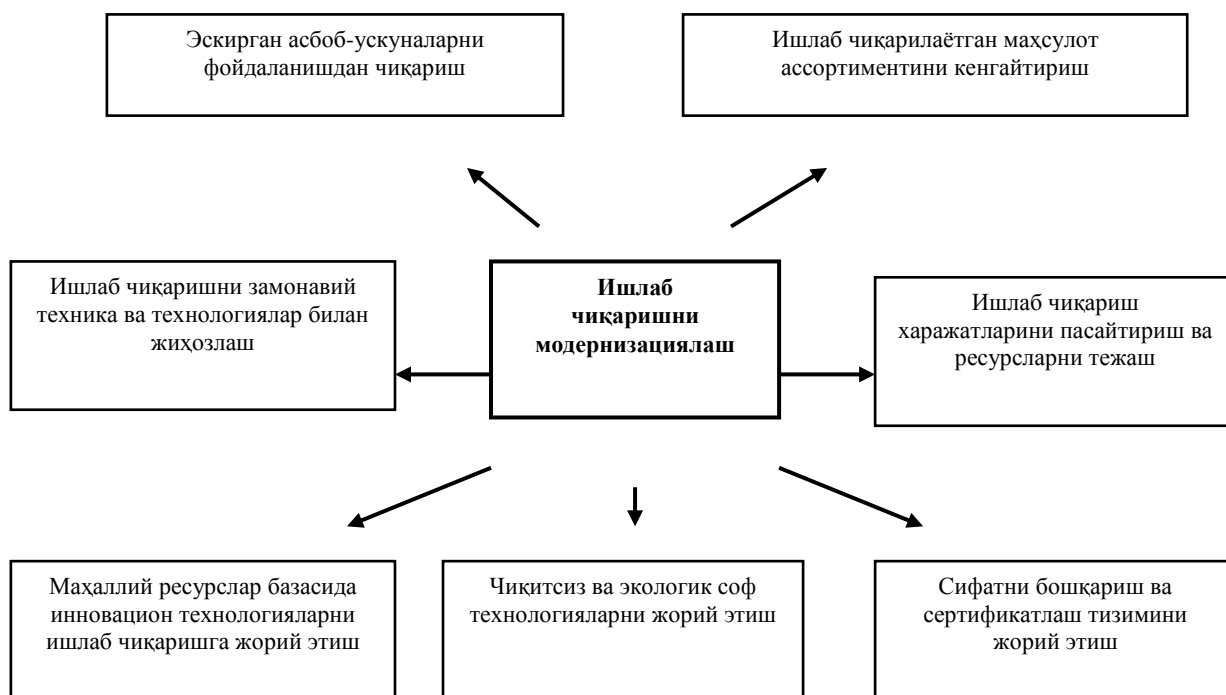 Эскирган асбоб-ускуналарни
фойдаланишдан чиқариш
Ишлаб чиқарилаётган маҳсулот
ассортиментини кенгайтириш
Ишлаб чиқаришни замонавий
техника ва технологиялар билан
жиҳозлаш
Ишлаб
чиқаришни
модернизациялаш
Ишлаб чиқариш
харажатларини пасайтириш ва
ресурсларни тежаш
Маҳаллий ресурслар базасида
инновацион технологияларни
ишлаб чиқаришга жорий этиш
Чиқитсиз ва экологик соф
технологияларни жорий этиш
Сифатни бошқариш ва
сертификатлаш тизимини
жорий этиш